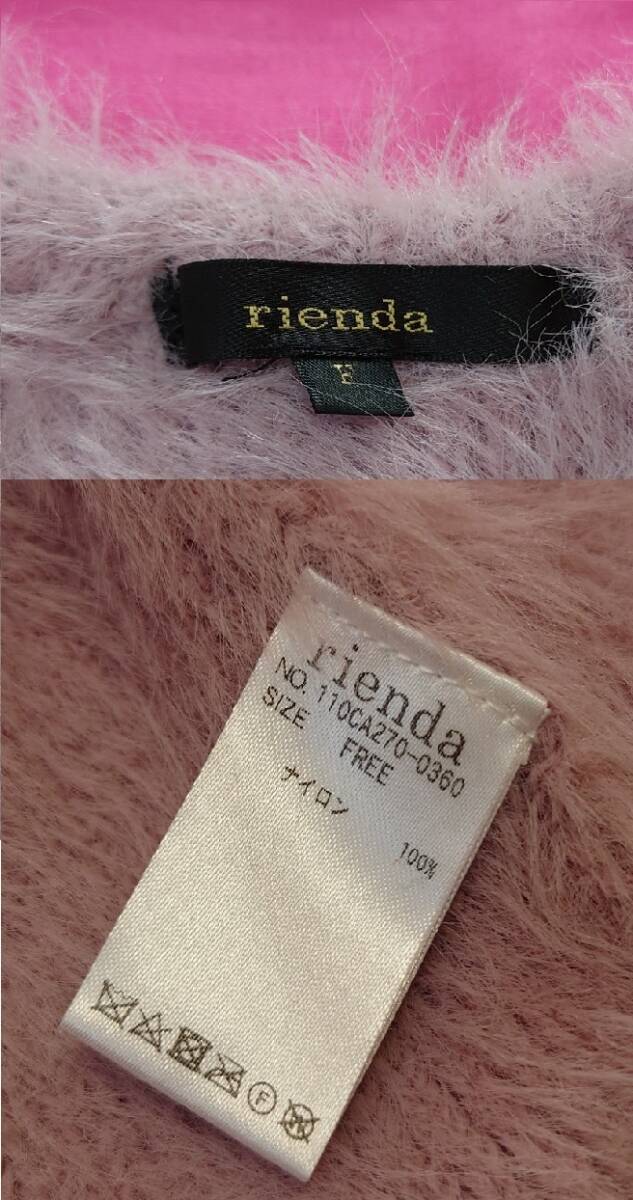 rienda
F
rienda
NO. 110CA270-0360
SIZE FREE
ナイロン 100%
F
W